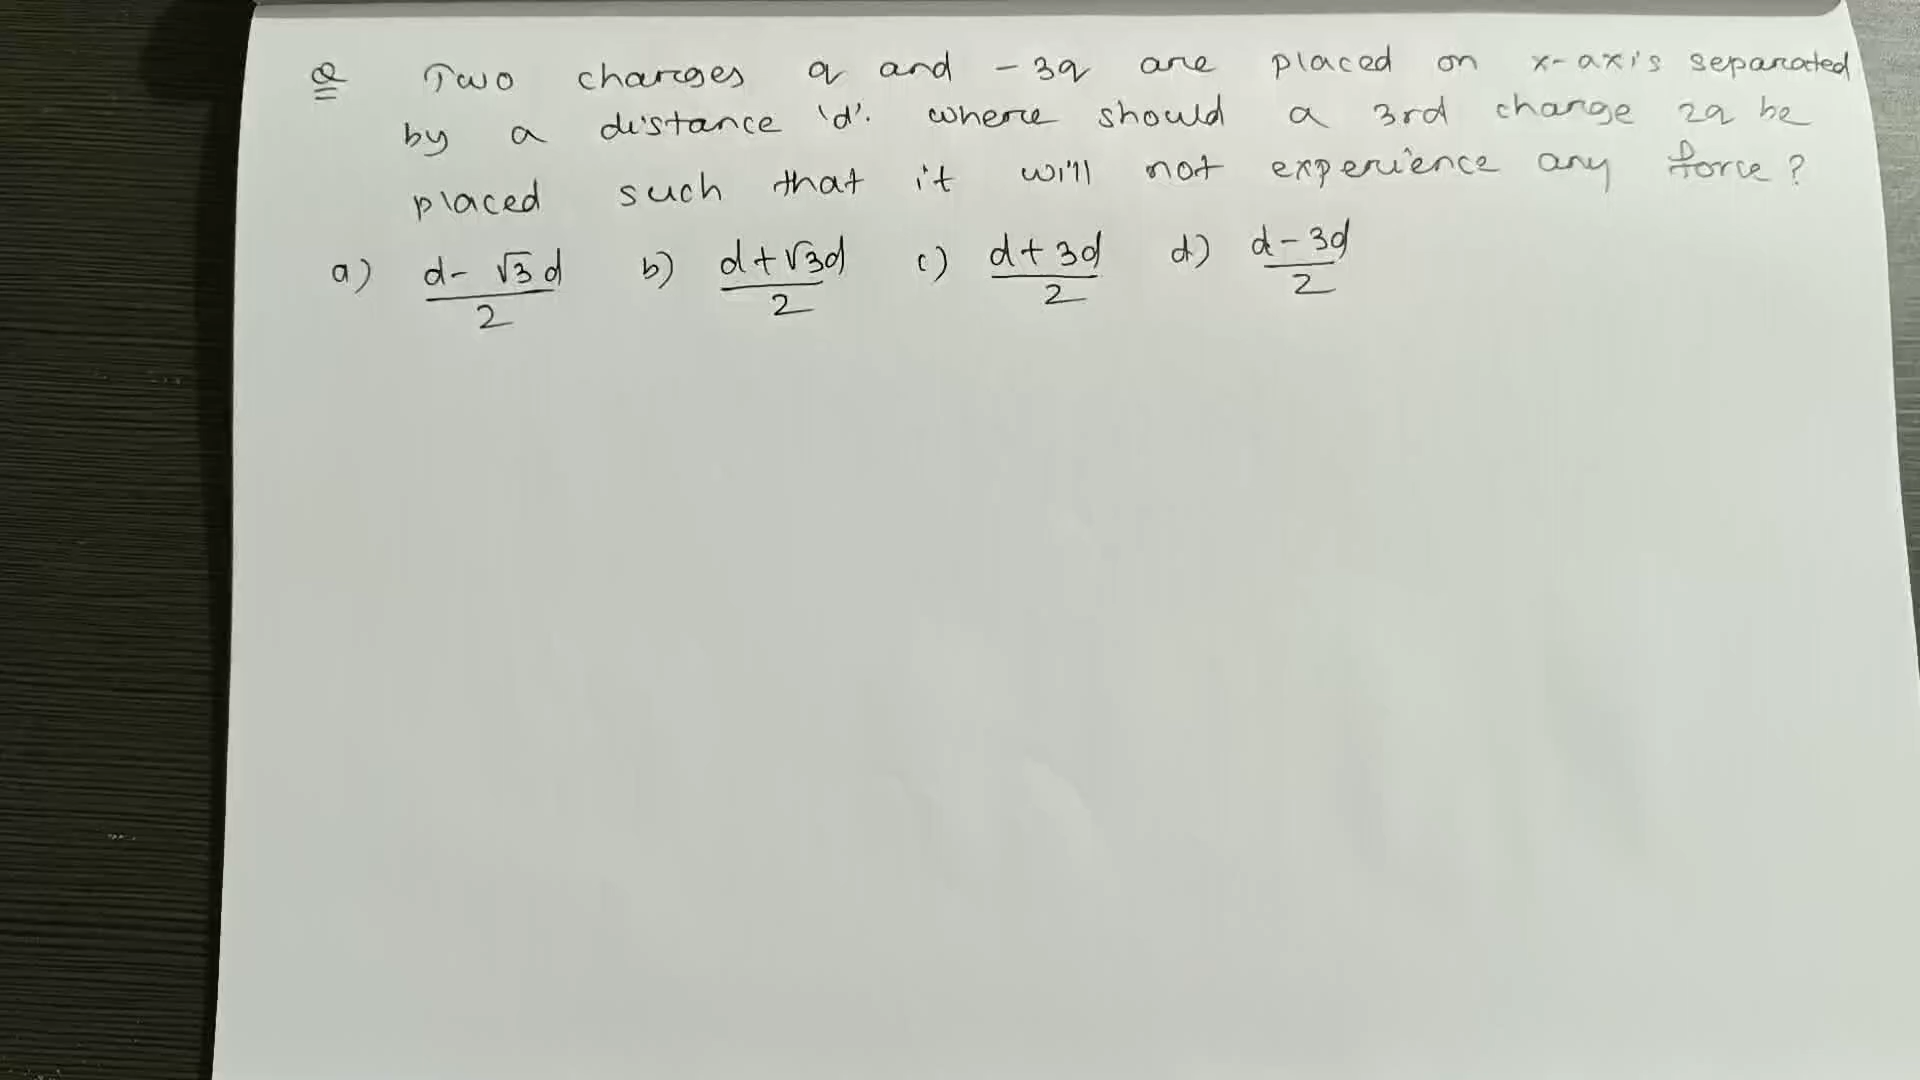 Q Two charges q and -3q are placed on x-axis separated
by a distance 'd'. where should a 3rd charge 2q be
placed such that it will not experience any force?
a) (d-√3d)/2 b) (d+√3d)/2 c) (d+3d)/2 d) (d-3d)/2